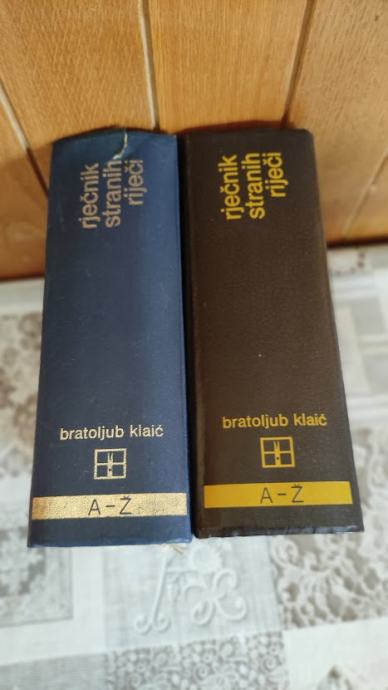 rječnik
stranih
riječi
bratoljub klaić
A-Ž
rječnik
stranih
riječi
bratoljub klaić
A-Ž